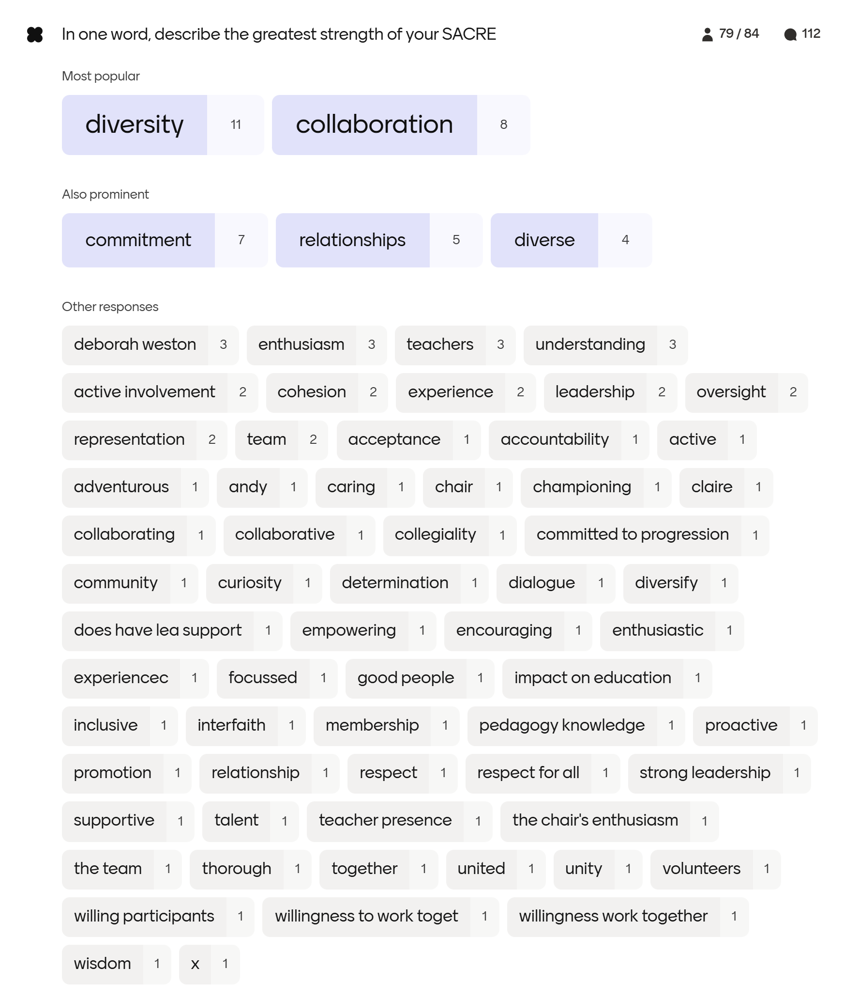 In one word, describe the greatest strength of your SACRE 79 / 84 112
Most popular
diversity 11 collaboration 8
Also prominent
commitment 7 relationships 5 diverse 4
Other responses
deborah weston 3 enthusiasm 3 teachers 3 understanding 3
active involvement 2 cohesion 2 experience 2 leadership 2 oversight 2
representation 2 team 2 acceptance 1 accountability 1 active 1
adventurous 1 andy 1 caring 1 chair 1 championing 1 claire 1
collaborating 1 collaborative 1 collegiality 1 committed to progression 1
community 1 curiosity 1 determination 1 dialogue 1 diversify 1
does have lea support 1 empowering 1 encouraging 1 enthusiastic 1
experiencec 1 focussed 1 good people 1 impact on education 1
inclusive 1 interfaith 1 membership 1 pedagogy knowledge 1 proactive 1
promotion 1 relationship 1 respect 1 respect for all 1 strong leadership 1
supportive 1 talent 1 teacher presence 1 the chair's enthusiasm 1
the team 1 thorough 1 together 1 united 1 unity 1 volunteers 1
willing participants 1 willingness to work toget 1 willingness work together 1
wisdom 1 x 1